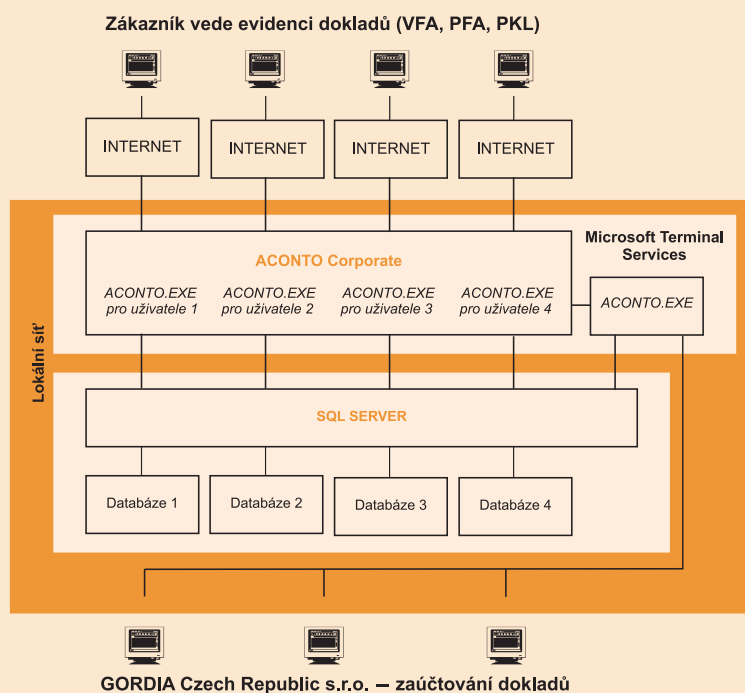 Zákazník vede evidenci dokladů (VFA, PFA, PKL)
INTERNET
INTERNET
INTERNET
INTERNET
Lokální síť
ACONTO Corporate
ACONTO.EXE
pro uživatele 1
ACONTO.EXE
pro uživatele 2
ACONTO.EXE
pro uživatele 3
ACONTO.EXE
pro uživatele 4
Microsoft Terminal
Services
ACONTO.EXE
SQL SERVER
Databáze 1
Databáze 2
Databáze 3
Databáze 4
GORDIA Czech Republic s.r.o. – zaúčtování dokladů